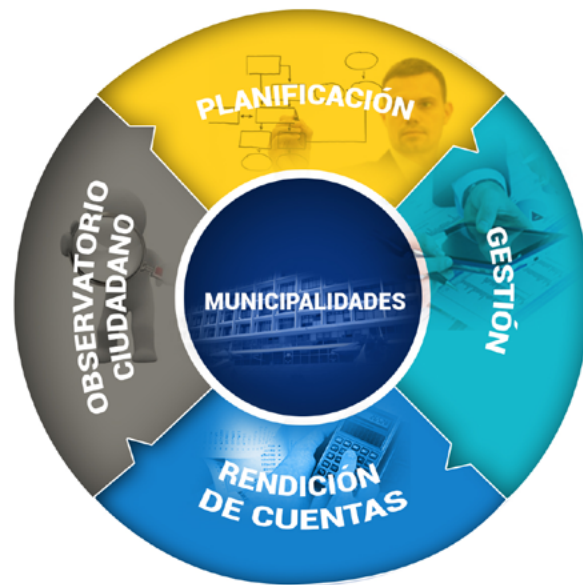 PLANIFICACIÓN
GESTIÓN
MUNICIPALIDADES
RENDICIÓN
DE CUENTAS
OBSERVATORIO
CIUDADANO